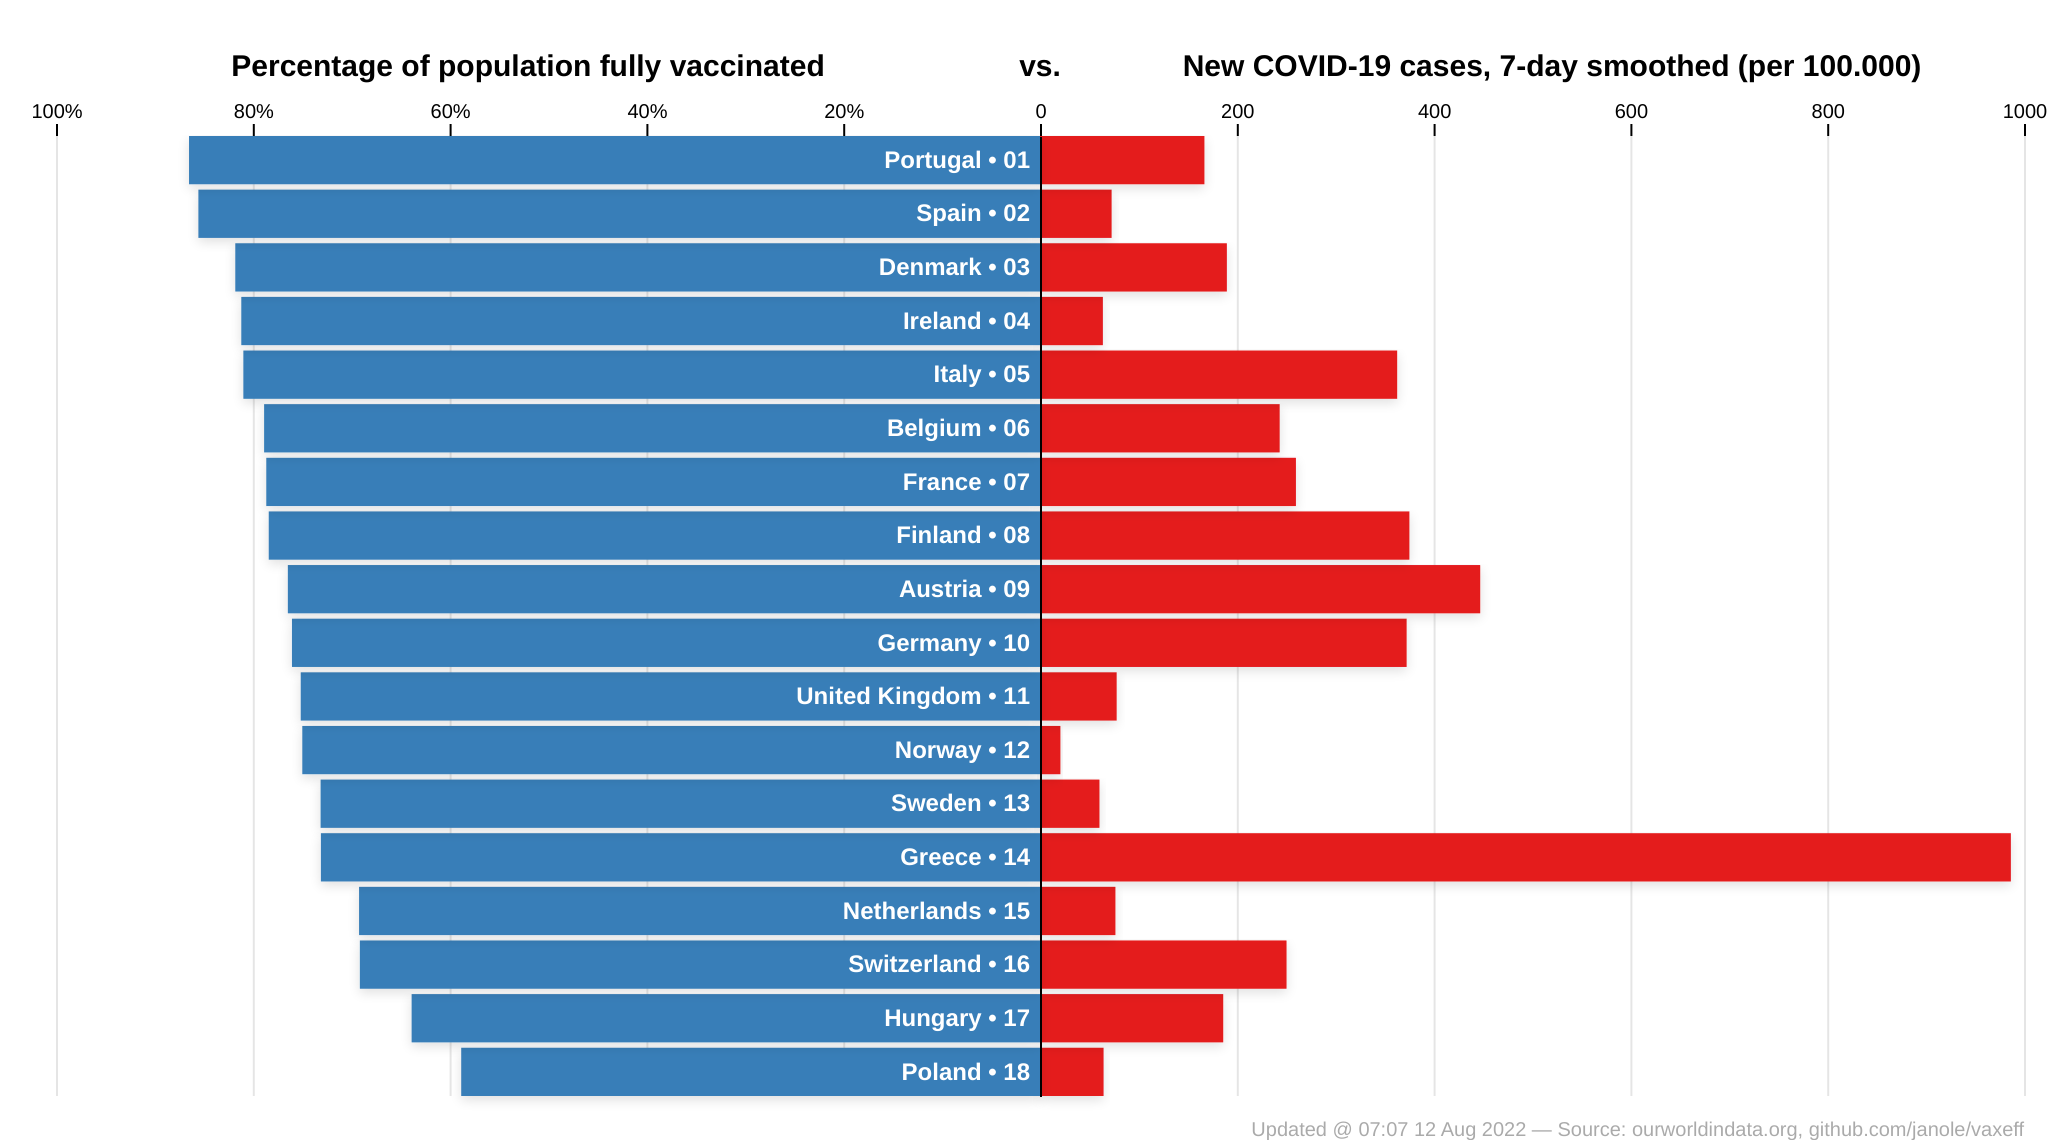 Percentage of population fully vaccinated vs. New COVID-19 cases, 7-day smoothed (per 100.000)
100% 80% 60% 40% 20% 0 200 400 600 800 1000
Portugal • 01
Spain • 02
Denmark • 03
Ireland • 04
Italy • 05
Belgium • 06
France • 07
Finland • 08
Austria • 09
Germany • 10
United Kingdom • 11
Norway • 12
Sweden • 13
Greece • 14
Netherlands • 15
Switzerland • 16
Hungary • 17
Poland • 18
Updated @ 07:07 12 Aug 2022 — Source: ourworldindata.org, github.com/janole/vaxeff